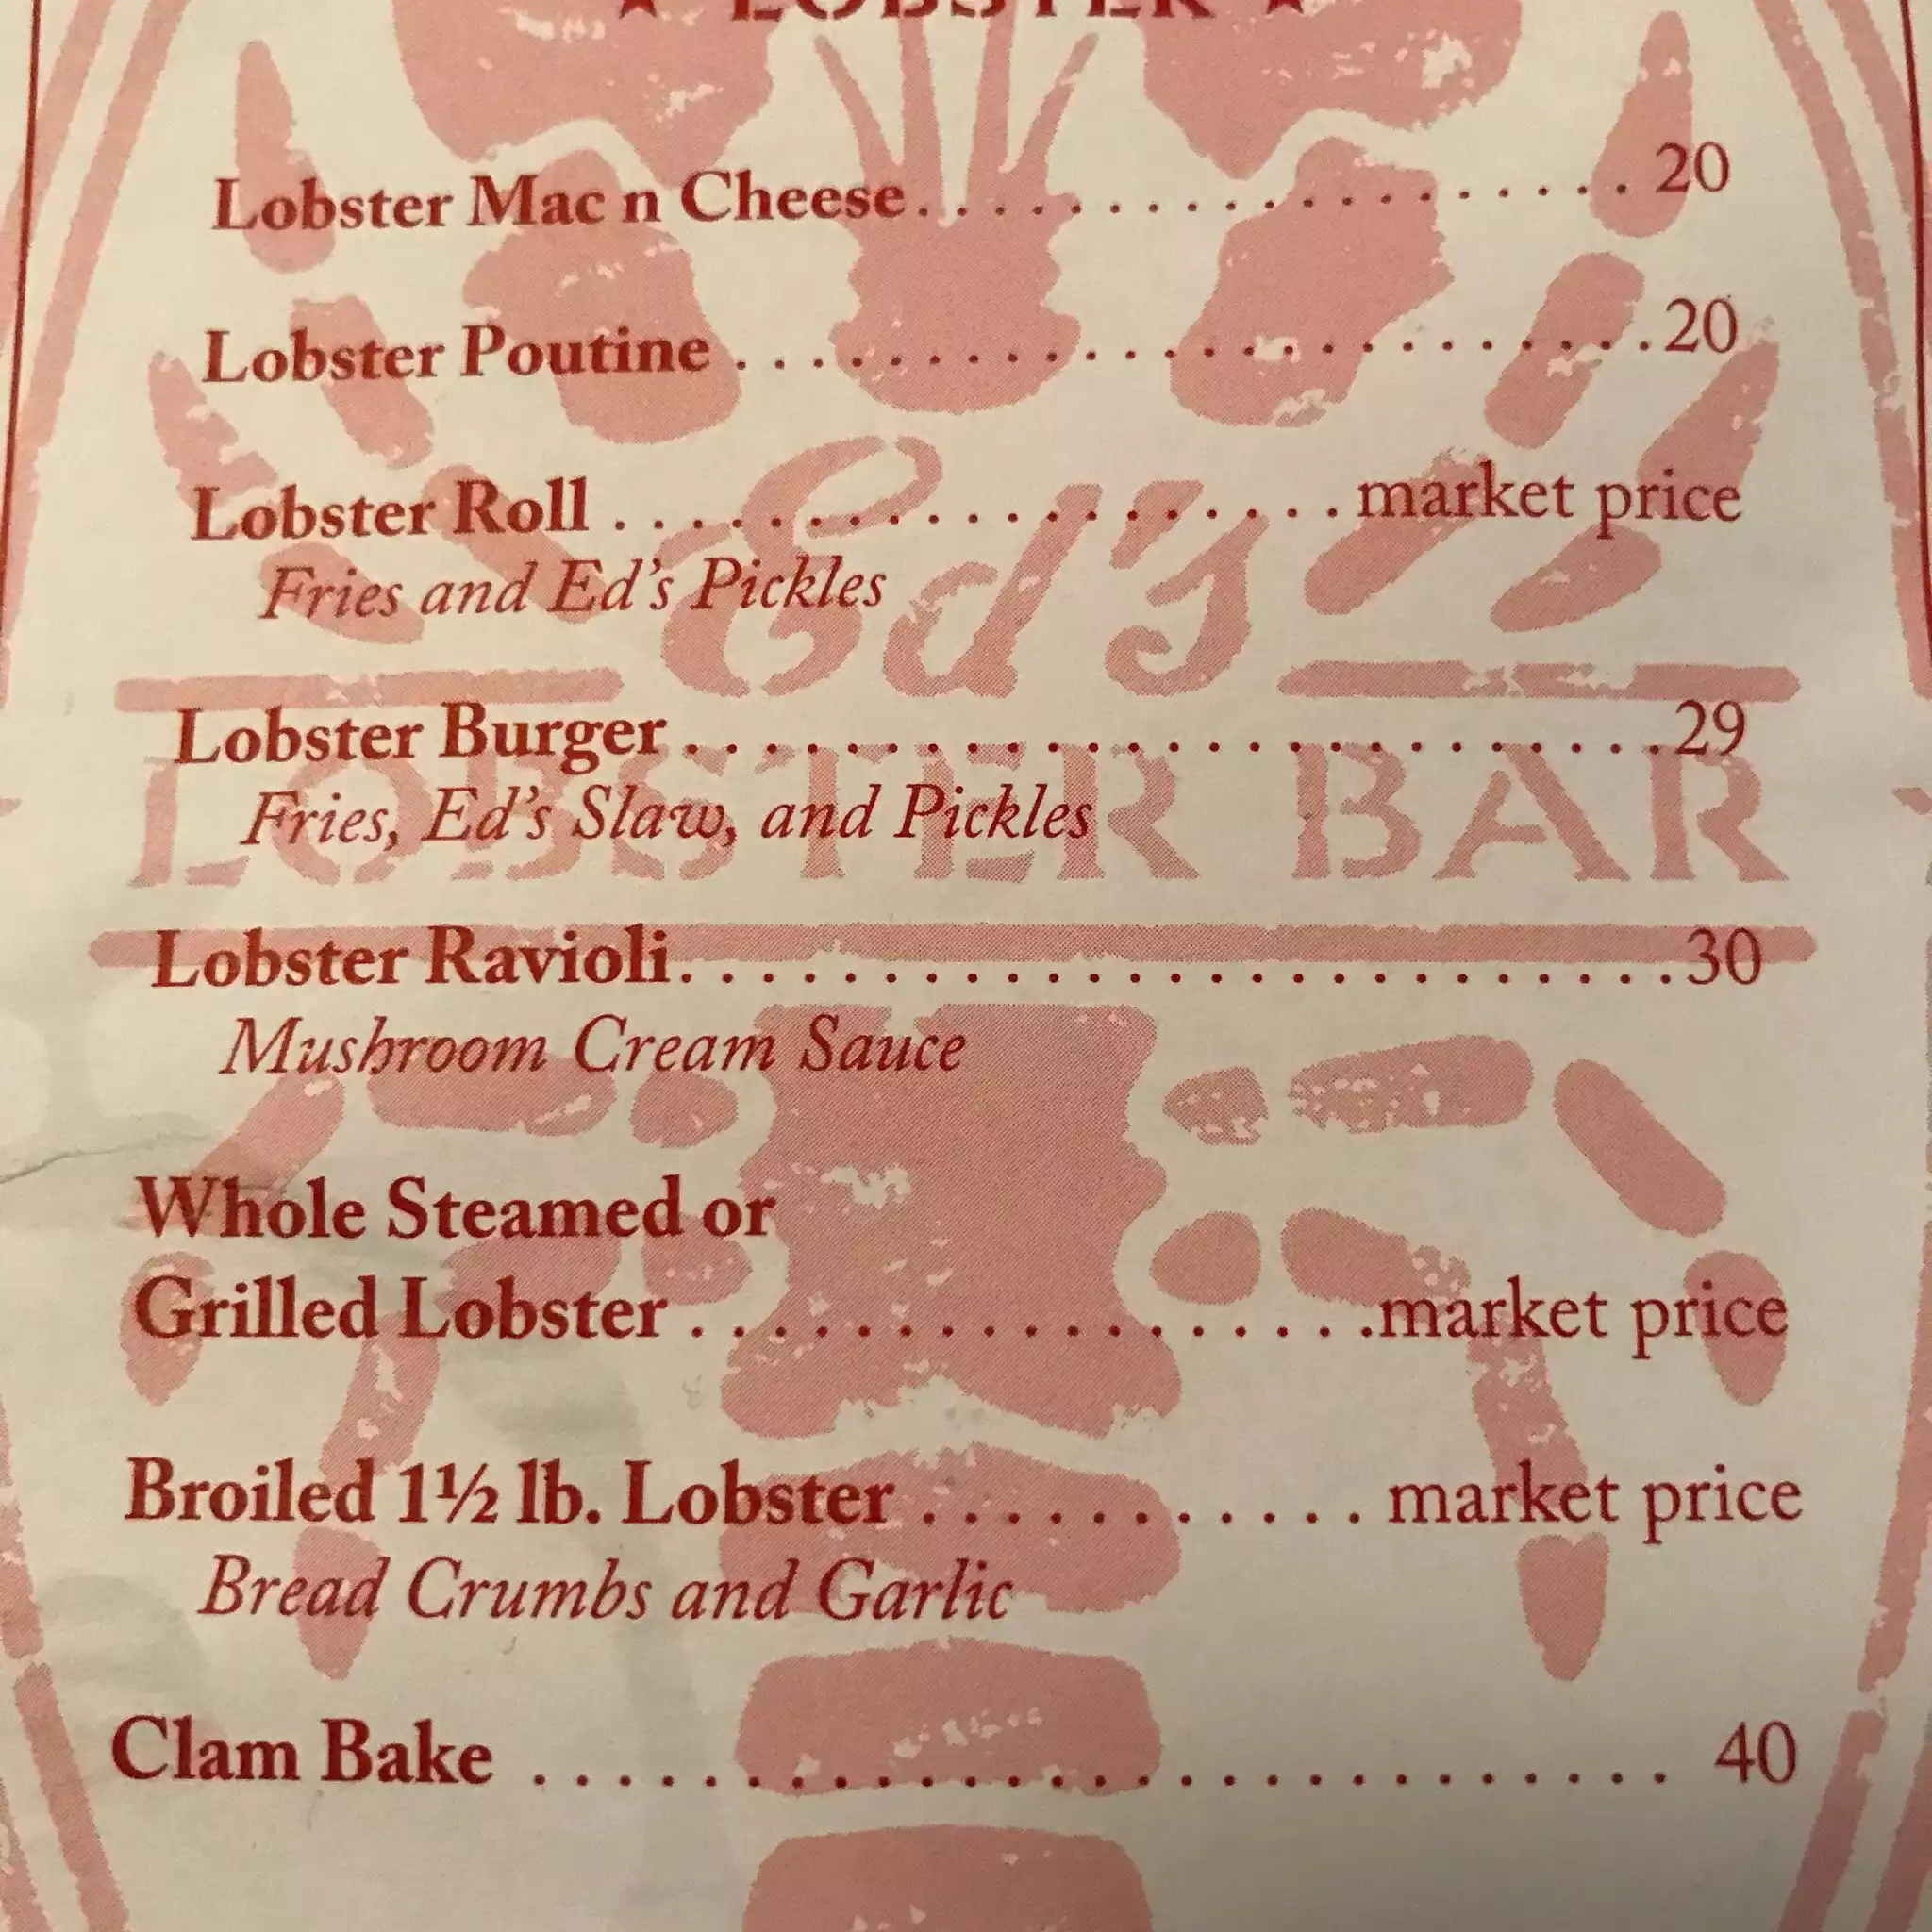 ★ LOBSTER ★
Lobster Mac n Cheese. . . . . . . . . . . . . . . . . . . 20
Lobster Poutine . . . . . . . . . . . . . . . . . . . . . . . . 20
Lobster Roll . . . . . . . . . . . . . . . . . . . market price
Fries and Ed's Pickles
Ed's
Lobster Burger . . . . . . . . . . . . . . . . . . . . . . . . . 29
LOBSTER BAR
Fries, Ed's Slaw, and Pickles
Lobster Ravioli. . . . . . . . . . . . . . . . . . . . . . . . . 30
Mushroom Cream Sauce
Whole Steamed or
Grilled Lobster . . . . . . . . . . . . . . . . . . .market price
Broiled 1½ lb. Lobster . . . . . . . . . . . . market price
Bread Crumbs and Garlic
Clam Bake . . . . . . . . . . . . . . . . . . . . . . . . . . 40